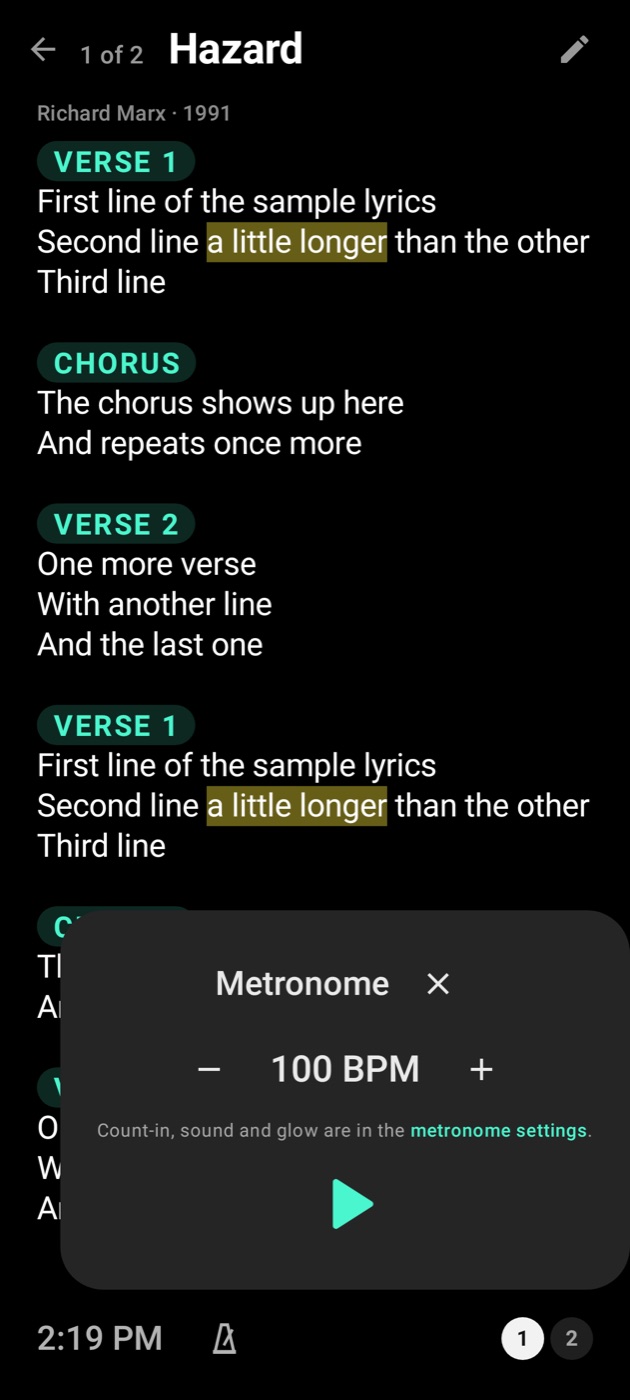 1 of 2 Hazard
Richard Marx · 1991
VERSE 1
First line of the sample lyrics
Second line a little longer than the other
Third line
CHORUS
The chorus shows up here
And repeats once more
VERSE 2
One more verse
With another line
And the last one
VERSE 1
First line of the sample lyrics
Second line a little longer than the other
Third line
Metronome
100 BPM
Count-in, sound and glow are in the metronome settings.
2:19 PM
1 2